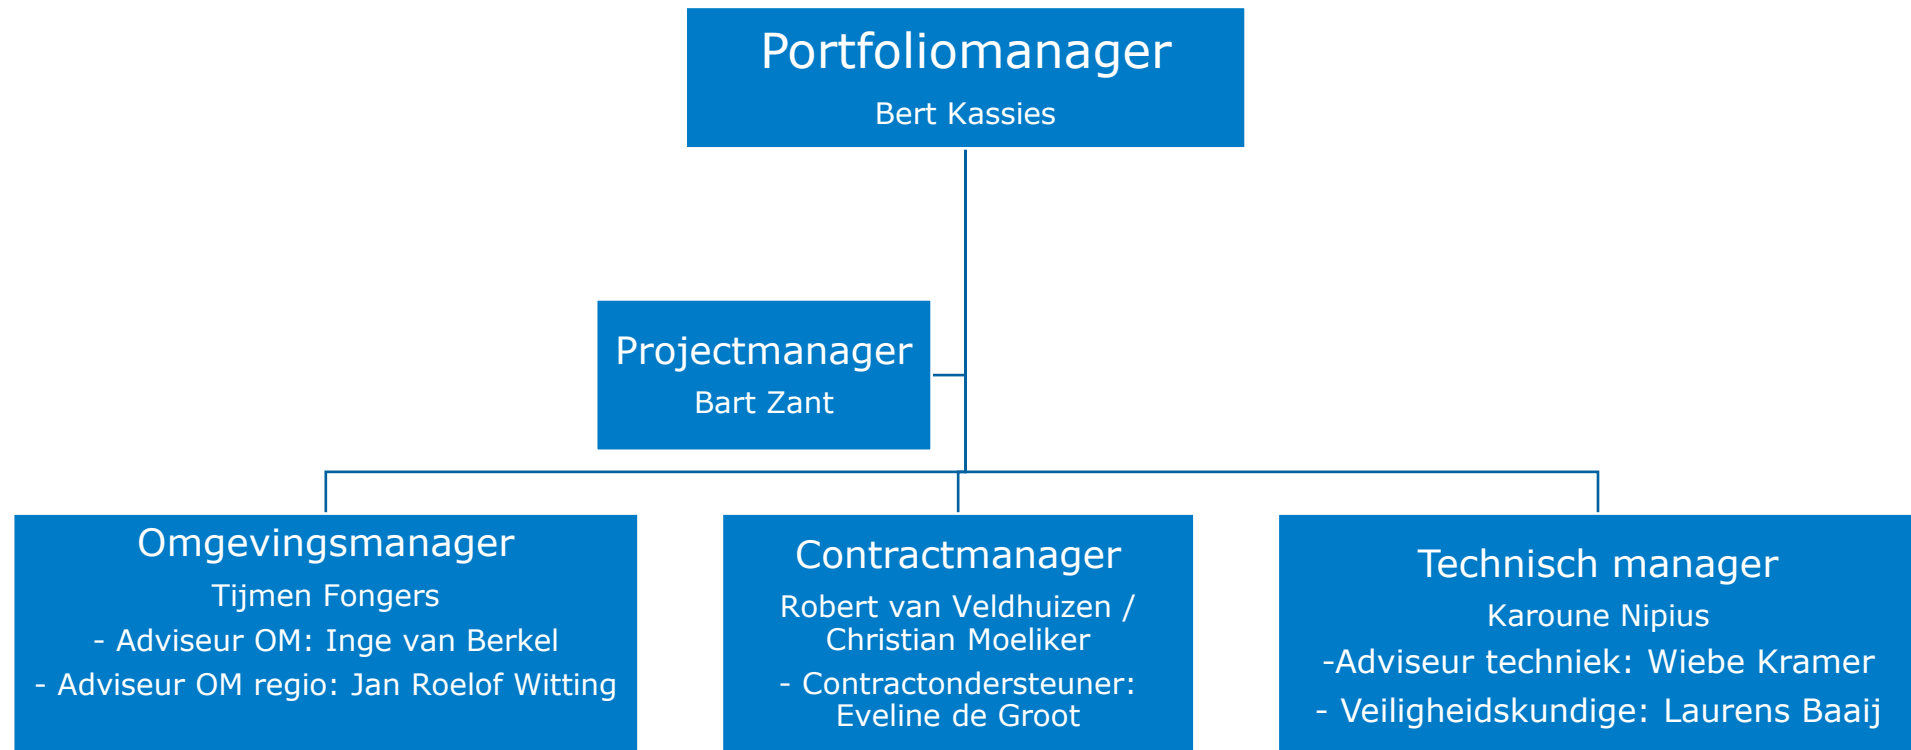 Portfoliomanager
Bert Kassies
Projectmanager
Bart Zant
Omgevingsmanager
Tijmen Fongers
- Adviseur OM: Inge van Berkel
- Adviseur OM regio: Jan Roelof Witting
Contractmanager
Robert van Veldhuizen /
Christian Moeliker
- Contractondersteuner:
Eveline de Groot
Technisch manager
Karoune Nipius
-Adviseur techniek: Wiebe Kramer
- Veiligheidskundige: Laurens Baaij